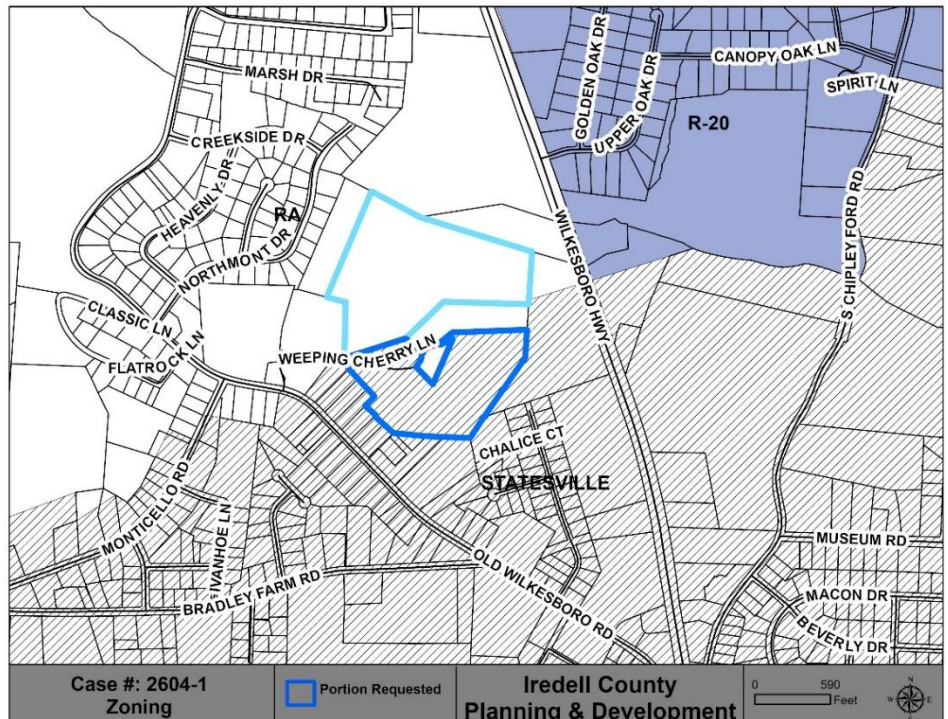 MARSH DR
CREEKSIDE DR
HEAVENLY DR
RA
NORTHMONT DR
CLASSIC LN
FLATROCK LN
WEEPING CHERRY LN
MONTICELLO RD
IVANHOE LN
BRADLEY FARM RD
OLD WILKESBORO RD
CHALICE CT
STATESVILLE
WILKESBORO HWY
GOLDEN OAK DR
UPPER OAK DR
CANOPY OAK LN
SPIRIT LN
R-20
S CHIPLEY FORD RD
MUSEUM RD
MACON DR
BEVERLY DR
Case #: 2604-1
Zoning
Portion Requested
Iredell County
Planning & Development
0 590
Feet
N
W E
S